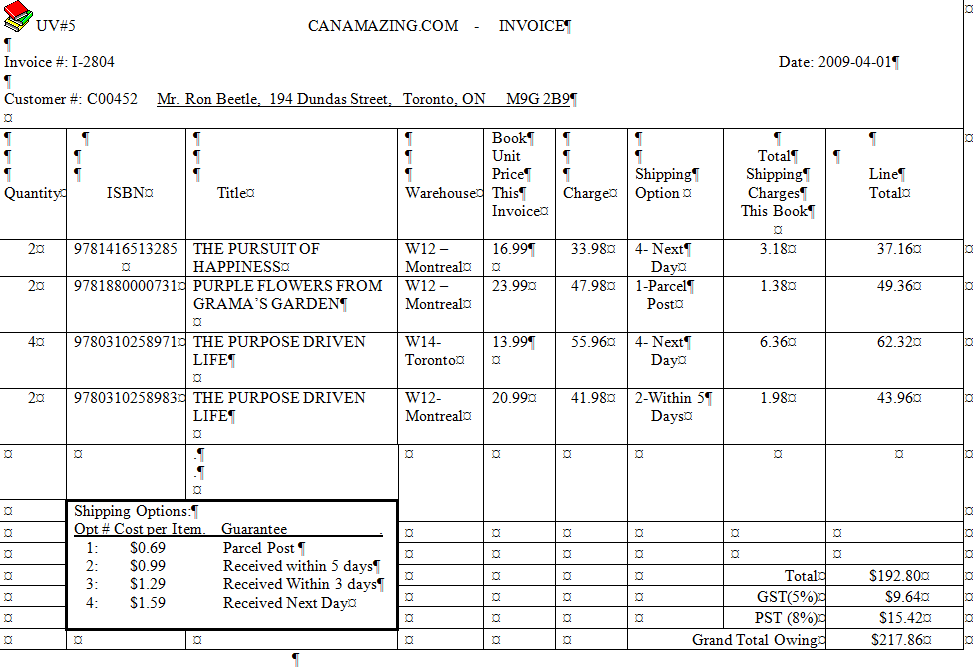 UV#5 CANAMAZING.COM - INVOICE¶
¶
Invoice #: I-2804 Date: 2009-04-01¶
¶
Customer #: C00452 Mr. Ron Beetle, 194 Dundas Street, Toronto, ON M9G 2B9¶
Quantity ISBN Title Warehouse Book¶ Unit Price¶ This¶ Invoice Charge Shipping¶ Option Total¶ Shipping¶ Charges¶ This Book¶ Line¶ Total
2 9781416513285 THE PURSUIT OF W12 – 16.99¶ 33.98 4- Next¶ 3.18 37.16
HAPPINESS Montreal Day
2 9781880000731 PURPLE FLOWERS FROM W12 – 23.99 47.98 1-Parcel¶ 1.38 49.36
GRAMA’S GARDEN¶ Montreal Post
4 9780310258971 THE PURPOSE DRIVEN W14- 13.99¶ 55.96 4- Next¶ 6.36 62.32
LIFE¶ Toronto Day
2 9780310258983 THE PURPOSE DRIVEN W12- 20.99 41.98 2-Within 5¶ 1.98 43.96
LIFE¶ Montreal Days
.¶
.¶
Shipping Options:¶
Opt # Cost per Item. Guarantee .
1: $0.69 Parcel Post ¶
2: $0.99 Received within 5 days¶
3: $1.29 Received Within 3 days¶
4: $1.59 Received Next Day
Total $192.80
GST(5%) $9.64
PST (8%) $15.42
Grand Total Owing $217.86
¶